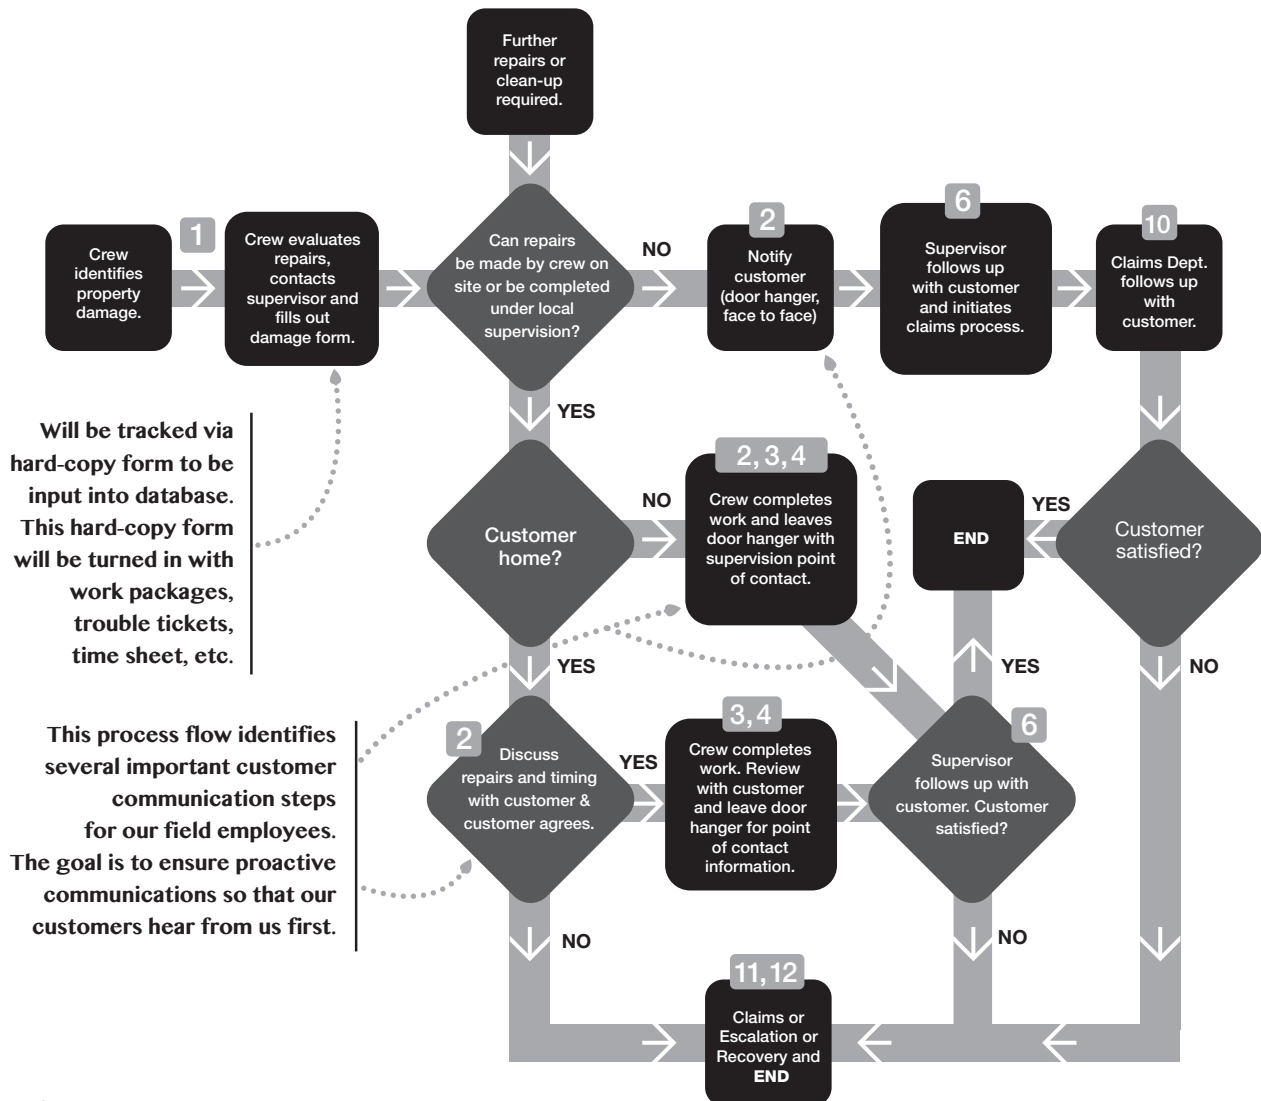 Further
repairs or
clean-up
required.
Crew
identifies
property
damage.
1
Crew evaluates
repairs,
contacts
supervisor and
fills out
damage form.
Can repairs
be made by crew on
site or be completed
under local
supervision?
NO
2
Notify
customer
(door hanger,
face to face)
6
Supervisor
follows up
with customer
and initiates
claims process.
10
Claims Dept.
follows up
with
customer.
YES
Will be tracked via
hard-copy form to be
input into database.
This hard-copy form
will be turned in with
work packages,
trouble tickets,
time sheet, etc.
Customer
home?
NO
2, 3, 4
Crew completes
work and leaves
door hanger with
supervision point
of contact.
END
YES
Customer
satisfied?
YES
YES
NO
This process flow identifies
several important customer
communication steps
for our field employees.
The goal is to ensure proactive
communications so that our
customers hear from us first.
2
Discuss
repairs and timing
with customer &
customer agrees.
YES
3, 4
Crew completes
work. Review
with customer
and leave door
hanger for point
of contact
information.
6
Supervisor
follows up with
customer. Customer
satisfied?
NO
NO
11, 12
Claims or
Escalation or
Recovery and
END